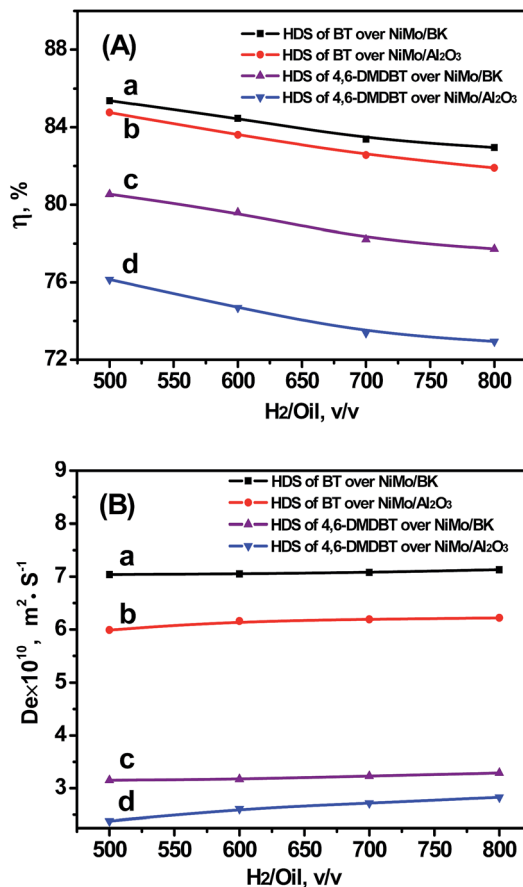 (A)
HDS of BT over NiMo/BK
HDS of BT over NiMo/Al₂O₃
HDS of 4,6-DMDBT over NiMo/BK
HDS of 4,6-DMDBT over NiMo/Al₂O₃
88
84
80
76
72
η, %
a
b
c
d
500 550 600 650 700 750 800
H₂/Oil, v/v
(B)
HDS of BT over NiMo/BK
HDS of BT over NiMo/Al₂O₃
HDS of 4,6-DMDBT over NiMo/BK
HDS of 4,6-DMDBT over NiMo/Al₂O₃
9
8
7
6
5
4
3
De×10¹⁰, m²·S⁻¹
a
b
c
d
500 550 600 650 700 750 800
H₂/Oil, v/v